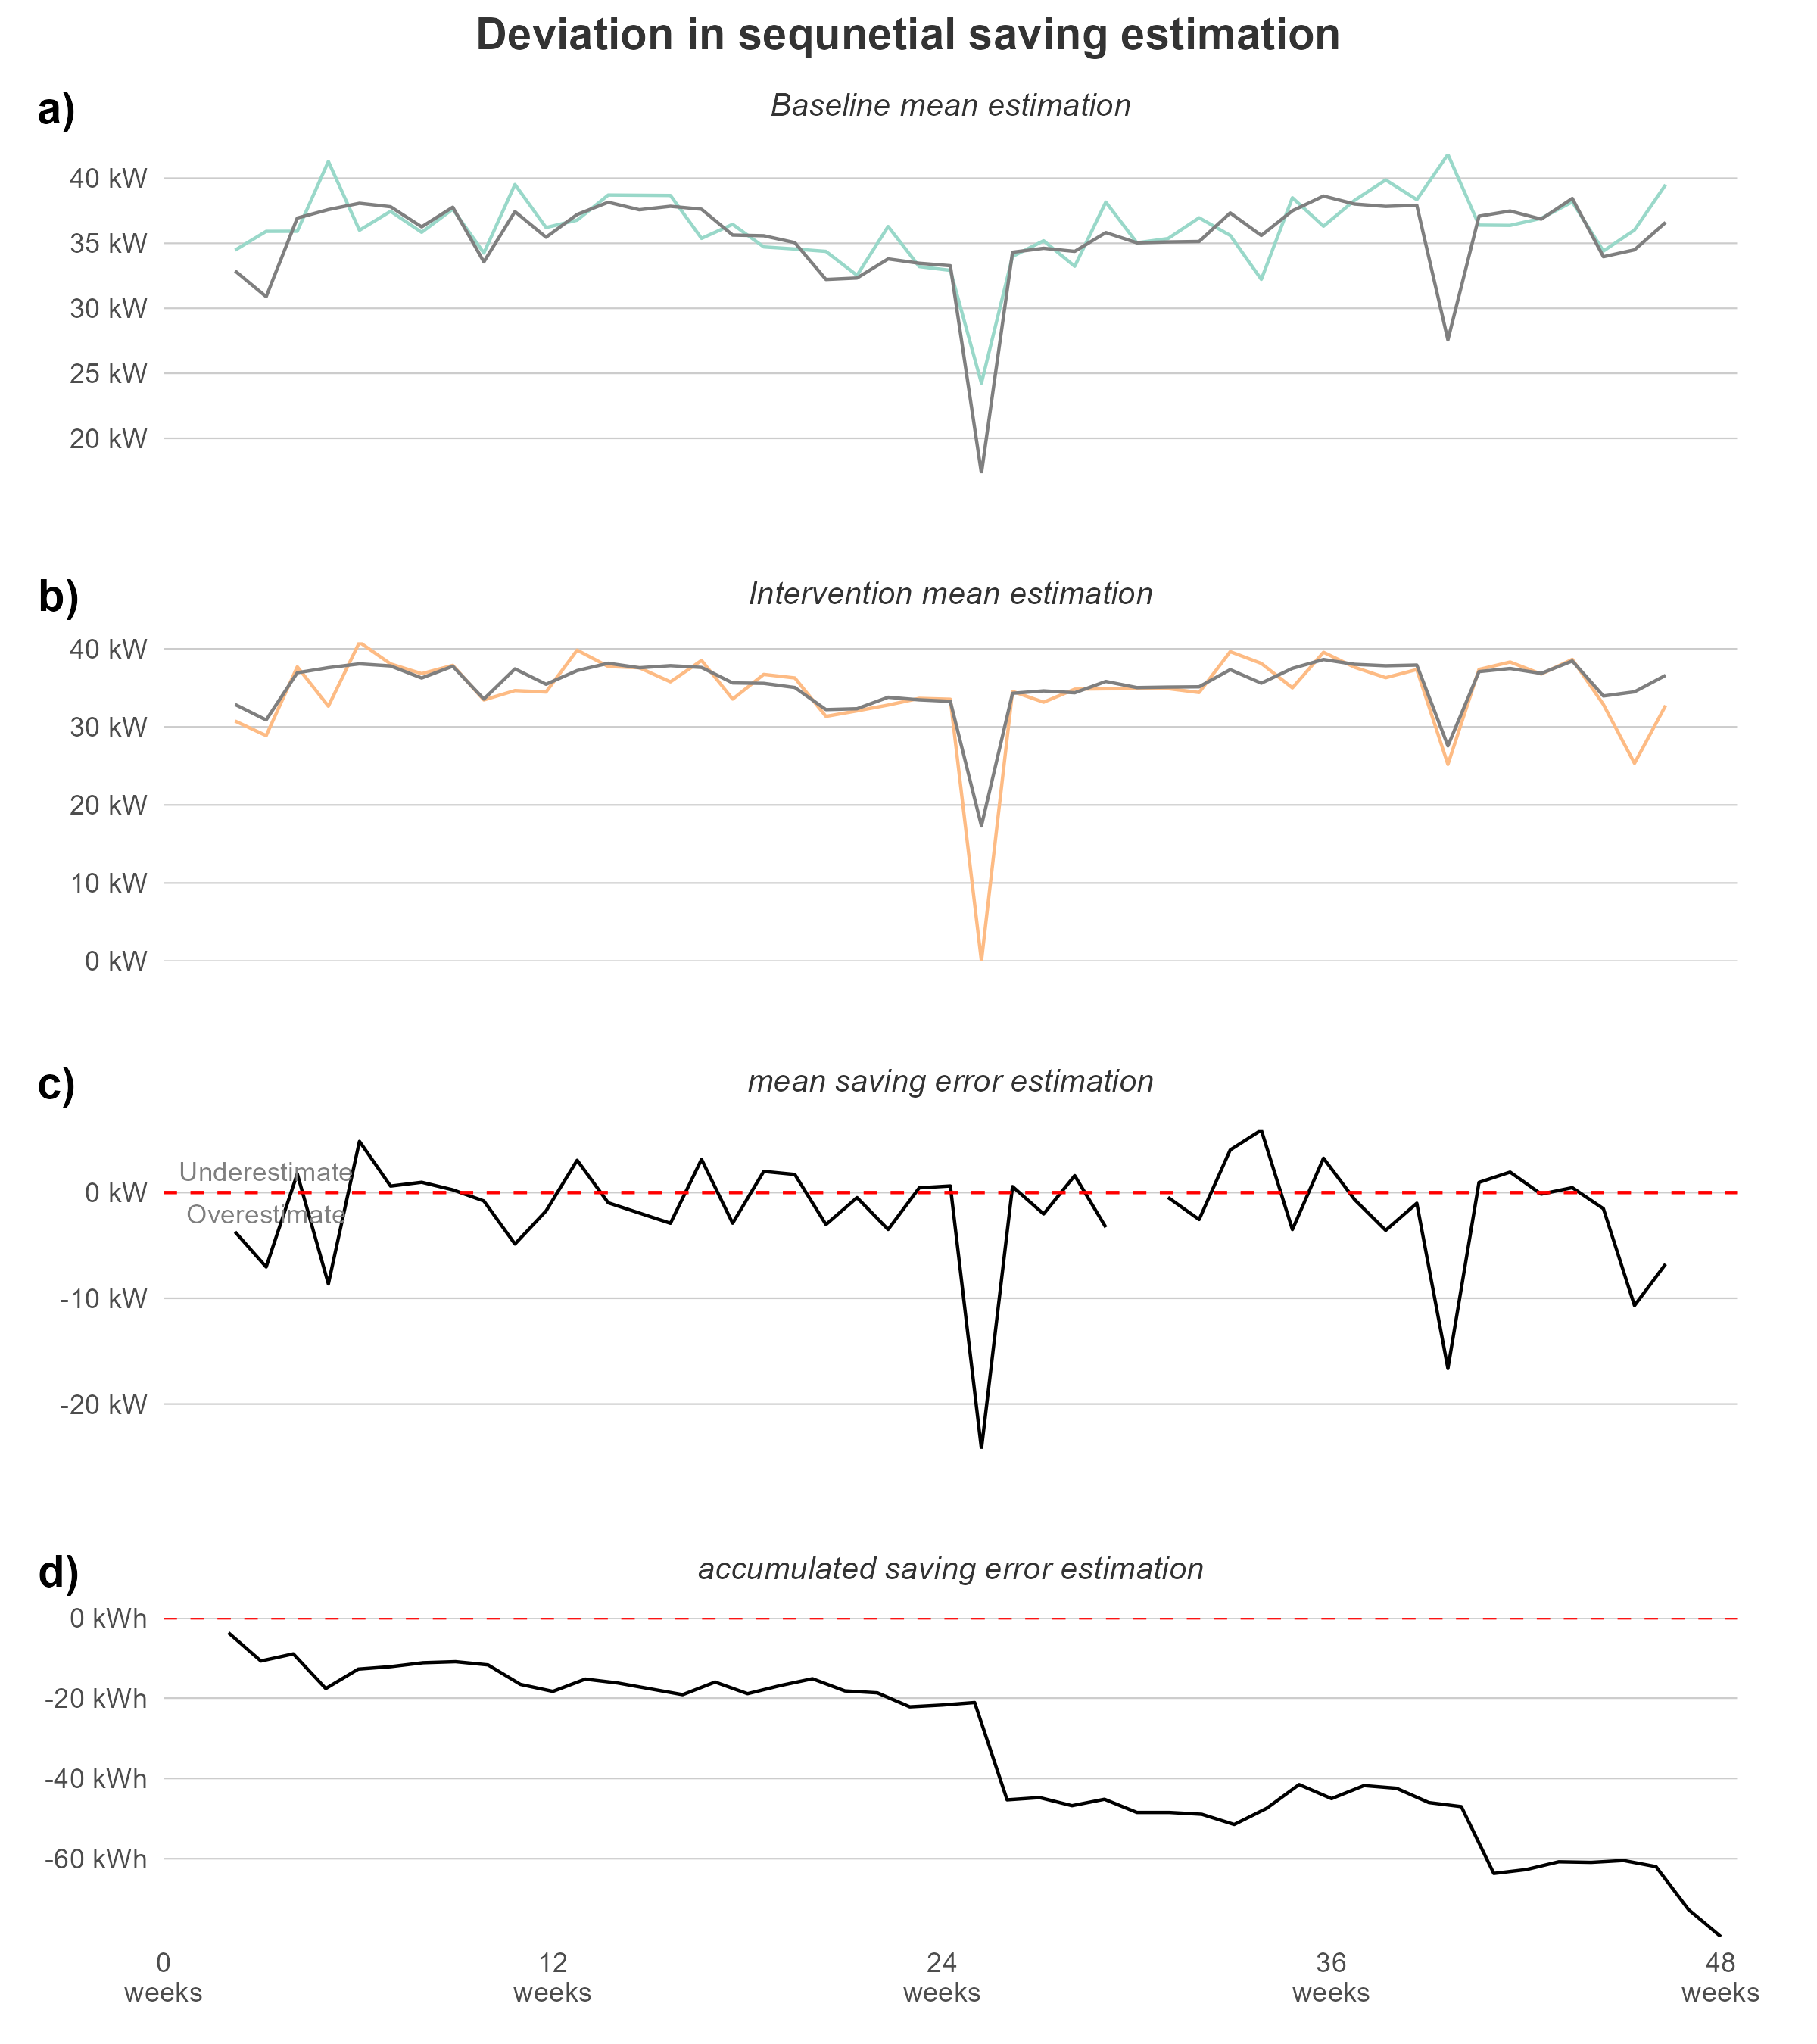 Deviation in sequnetial saving estimation
a)
Baseline mean estimation
40 kW
35 kW
30 kW
25 kW
20 kW
b)
Intervention mean estimation
40 kW
30 kW
20 kW
10 kW
0 kW
c)
mean saving error estimation
Underestimate
0 kW
Overestimate
-10 kW
-20 kW
d)
accumulated saving error estimation
0 kWh
-20 kWh
-40 kWh
-60 kWh
0 12 24 36 48
weeks weeks weeks weeks weeks